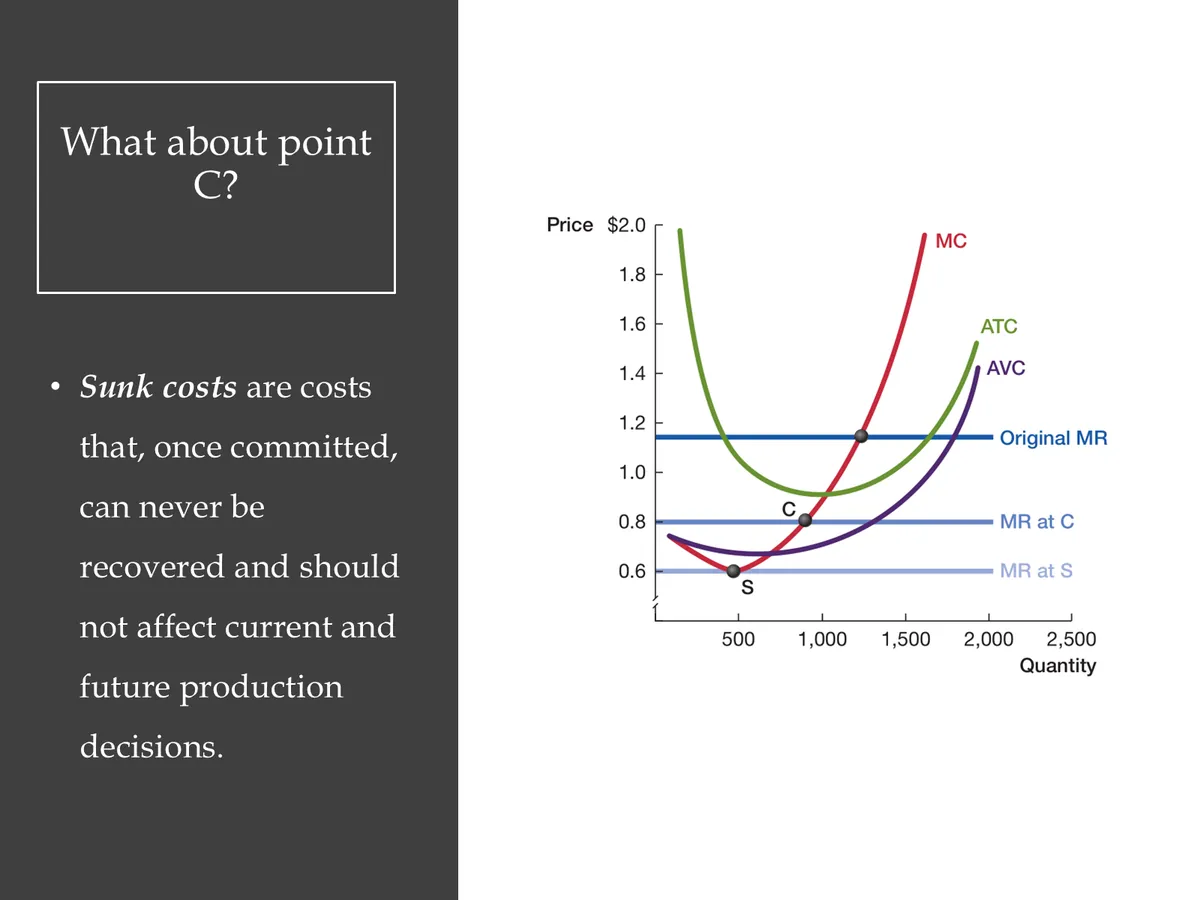 What about point
C?
• Sunk costs are costs
that, once committed,
can never be
recovered and should
not affect current and
future production
decisions.
Price $2.0
1.8
1.6
1.4
1.2
1.0
0.8
0.6
MC
ATC
AVC
Original MR
C
MR at C
MR at S
S
500 1,000 1,500 2,000 2,500
Quantity